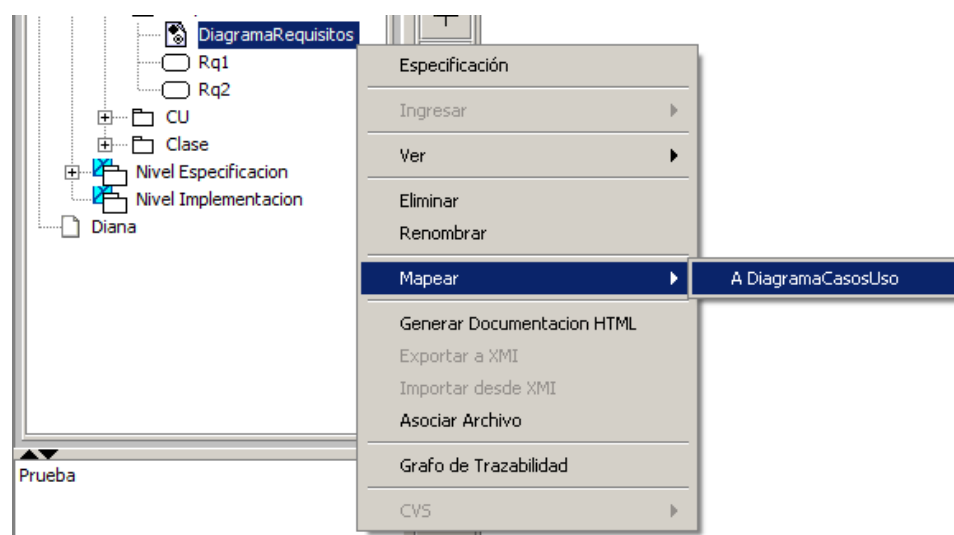 DiagramaRequisitos
Rq1
Rq2
CU
Clase
Nivel Especificacion
Nivel Implementacion
Diana
Prueba
Especificación
Ingresar
Ver
Eliminar
Renombrar
Mapear
A DiagramaCasosUso
Generar Documentacion HTML
Exportar a XMI
Importar desde XMI
Asociar Archivo
Grafo de Trazabilidad
CVS